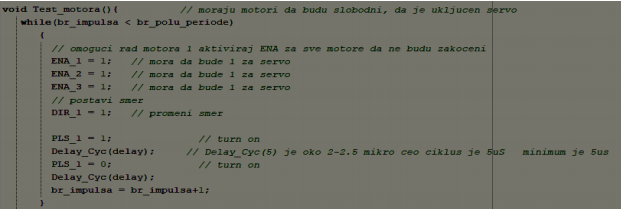 void Test_motora(){ // moraju motori da budu slobodni, da je ukljucen servo
while(br_impulsa < br_polu_periode)
{
// omoguci rad motora 1 aktiviraj ENA za sve motore da ne budu zakoceni
ENA_1 = 1; // mora da bude 1 za servo
ENA_2 = 1; // mora da bude 1 za servo
ENA_3 = 1; // mora da bude 1 za servo
// postavi smer
DIR_1 = 1; // promeni smer
PLS_1 = 1; // turn on
Delay_Cyc(delay); // Delay_Cyc(5) je oko 2-2.5 mikro ceo ciklus je 5uS minimum je 5us
PLS_1 = 0; // turn on
Delay_Cyc(delay);
br_impulsa = br_impulsa+1;
}